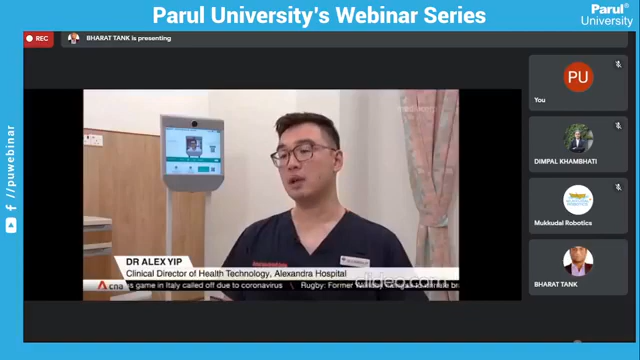 Parul University's Webinar Series
Parul®
University
REC
BHARAT TANK is presenting
/puwebinar
PU
You
DIMPAL KHAMBHATI
Mukkudal Robotics
BHARAT TANK
DR ALEX YIP
Clinical Director of Health Technology, Alexandra Hospital
cna
is game in Italy called off due to coronavirus
Rugby: Former